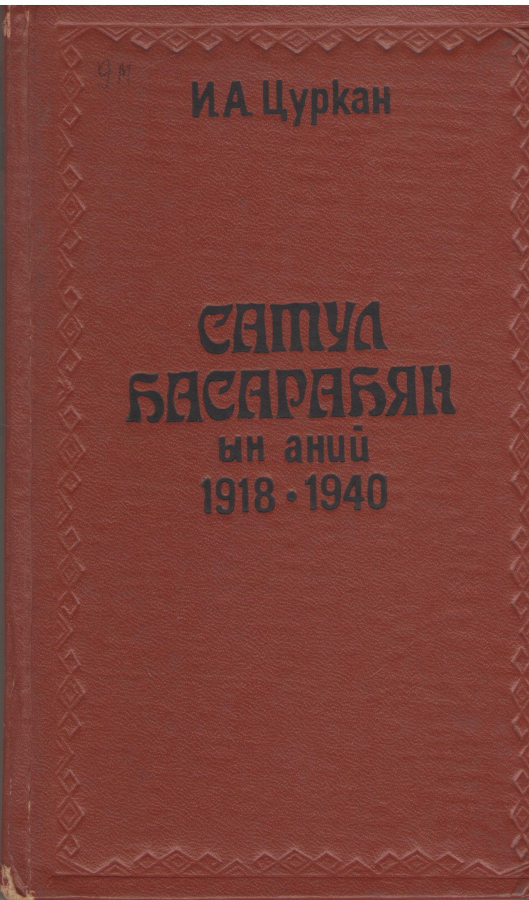 И.А. Цуркан
САТУЛ
БАСАРАБЯН
ын аний
1918 • 1940